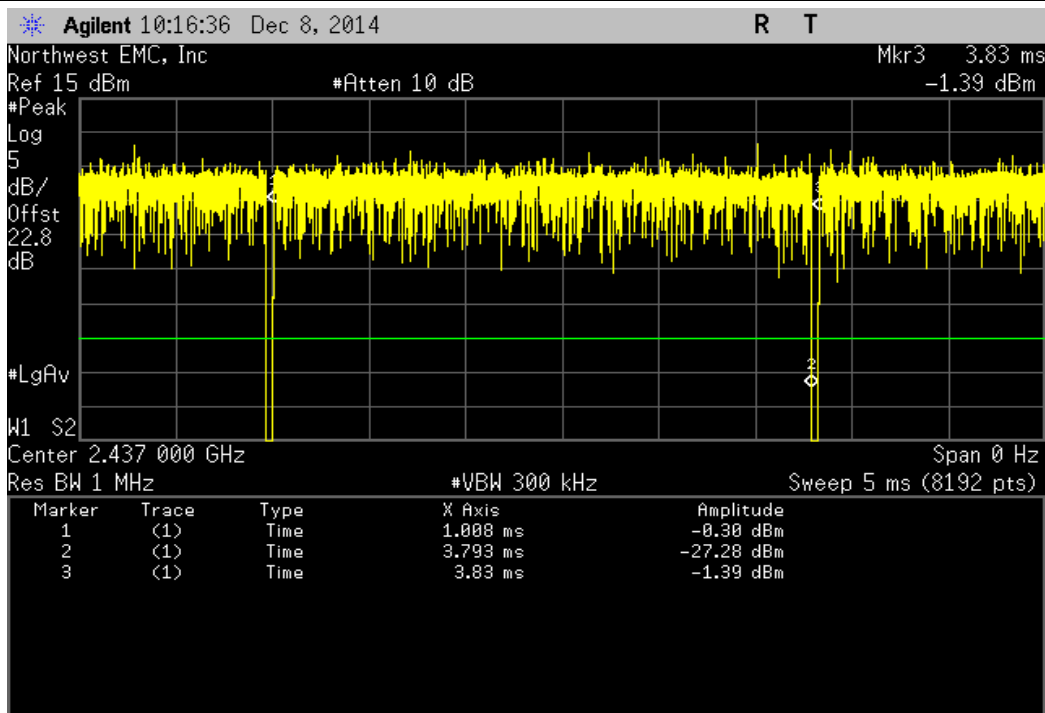 Agilent 10:16:36 Dec 8, 2014 R T
Northwest EMC, Inc Mkr3 3.83 ms
Ref 15 dBm #Atten 10 dB -1.39 dBm
#Peak
Log
5
dB/
Offst
22.8
dB
1
3
2
#LgAv
W1 S2
Center 2.437 000 GHz Span 0 Hz
Res BW 1 MHz #VBW 300 kHz Sweep 5 ms (8192 pts)
Marker Trace Type X Axis Amplitude
1 (1) Time 1.008 ms -0.30 dBm
2 (1) Time 3.793 ms -27.28 dBm
3 (1) Time 3.83 ms -1.39 dBm